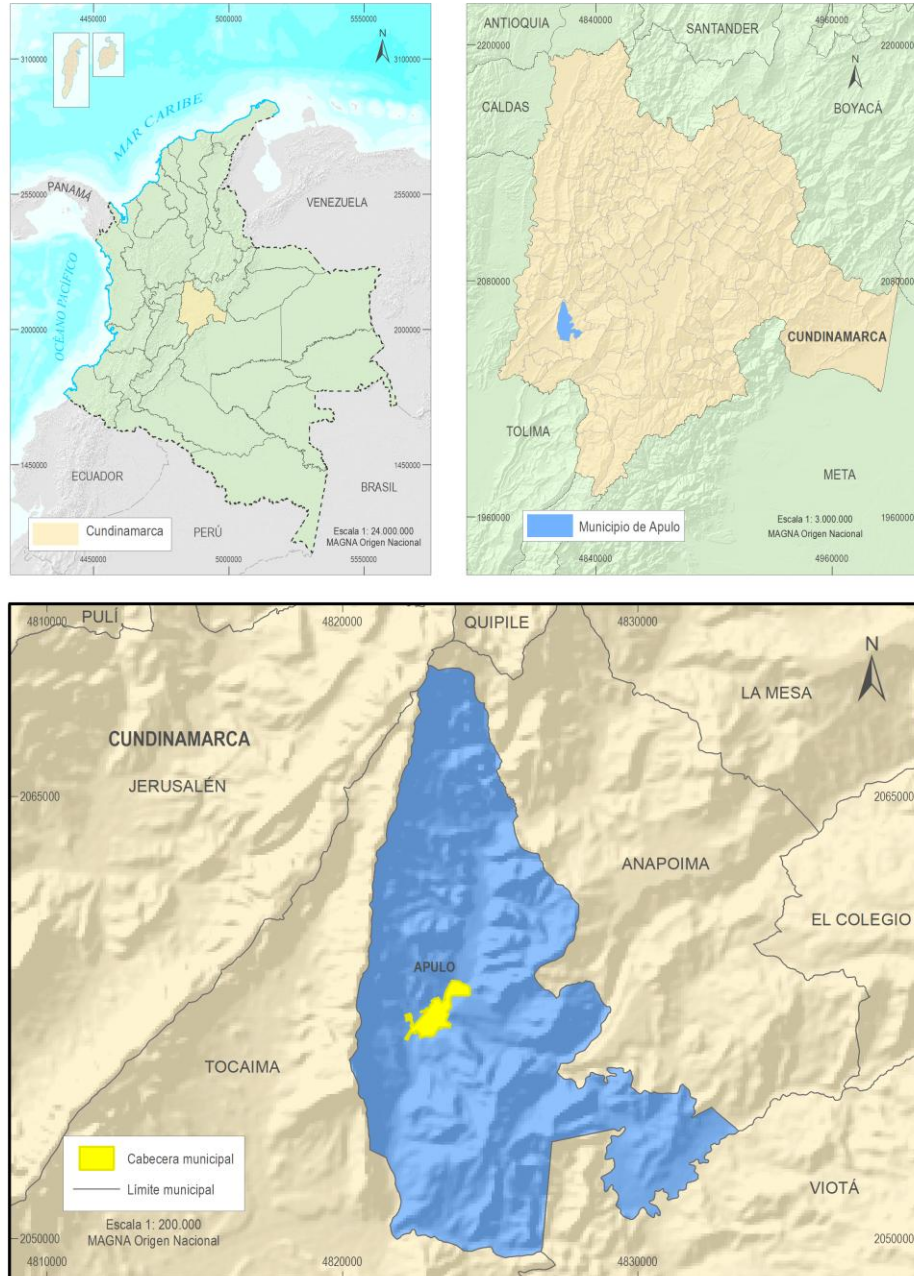 4450000 5000000 5550000
3100000 3100000
N
MAR CARIBE
PANAMÁ
2550000 2550000
VENEZUELA
OCÉANO PACÍFICO
2000000 2000000
1450000 1450000
ECUADOR
BRASIL
PERÚ
Cundinamarca
Escala 1: 24.000.000
MAGNA Origen Nacional
4450000 5000000 5550000
ANTIOQUIA 4840000 SANTANDER 4960000
2200000 2200000
N
CALDAS
BOYACÁ
2080000 2080000
CUNDINAMARCA
TOLIMA
META
1960000 1960000
Municipio de Apulo
Escala 1: 3.000.000
MAGNA Origen Nacional
4840000 4960000
4810000 4820000 4830000
PULÍ
QUIPILE
N
LA MESA
CUNDINAMARCA
JERUSALÉN
2065000 2065000
ANAPOIMA
EL COLEGIO
APULO
TOCAIMA
Cabecera municipal
Límite municipal
VIOTÁ
Escala 1: 200.000
MAGNA Origen Nacional
2050000 2050000
4810000 4820000 4830000